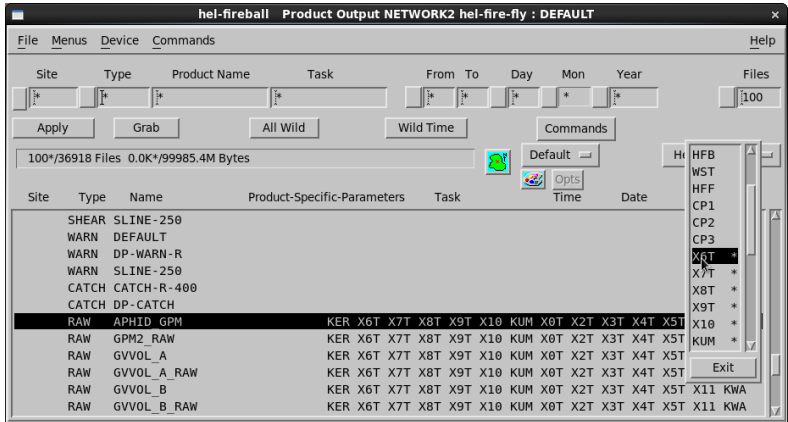 hel-fireball Product Output NETWORK2 hel-fire-fly : DEFAULT
File Menus Device Commands Help
Site Type Product Name Task From To Day Mon Year Files
* * * * * * * * * 100
Apply Grab All Wild Wild Time Commands
100*/36918 Files 0.0K*/99985.4M Bytes
Default He
Opts
Site Type Name Product-Specific-Parameters Task Time Date
SHEAR SLINE-250
WARN DEFAULT
WARN DP-WARN-R
WARN SLINE-250
CATCH CATCH-R-400
CATCH DP-CATCH
RAW APHID_GPM KER X6T X7T X8T X9T X10 KUM X0T X2T X3T X4T X5T
RAW GPM2_RAW KER X6T X7T X8T X9T X10 KUM X0T X2T X3T X4T X5T
RAW GVVOL_A KER X6T X7T X8T X9T X10 KUM X0T X2T X3T X4T X5T
RAW GVVOL_A_RAW KER X6T X7T X8T X9T X10 KUM X0T X2T X3T X4T X5T
RAW GVVOL_B KER X6T X7T X8T X9T X10 KUM X0T X2T X3T X4T X5T X11 KWA
RAW GVVOL_B_RAW KER X6T X7T X8T X9T X10 KUM X0T X2T X3T X4T X5T X11 KWA
HFB
WST
HFF
CP1
CP2
CP3
X6T *
X7T *
X8T *
X9T *
X10 *
KUM *
Exit